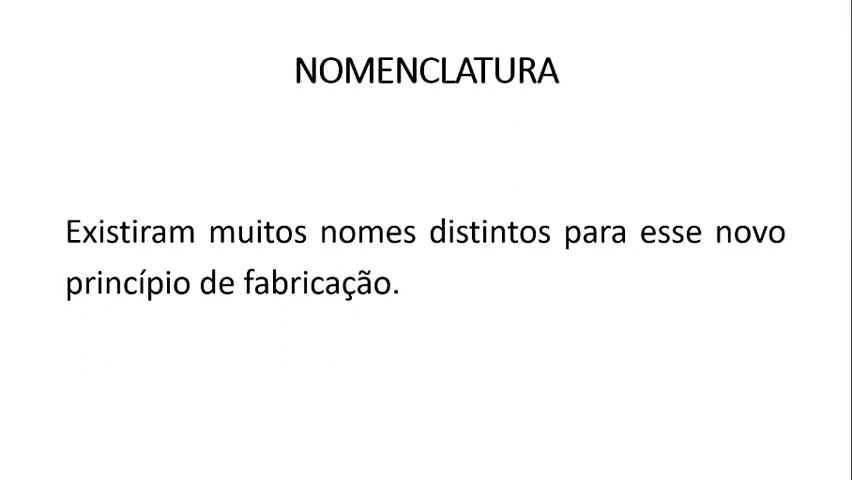 NOMENCLATURA
Existiram muitos nomes distintos para esse novo
princípio de fabricação.